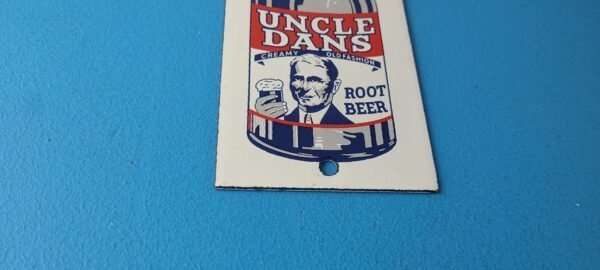 UNCLE
DANS
CREAMY OLD FASHION
ROOT
BEER